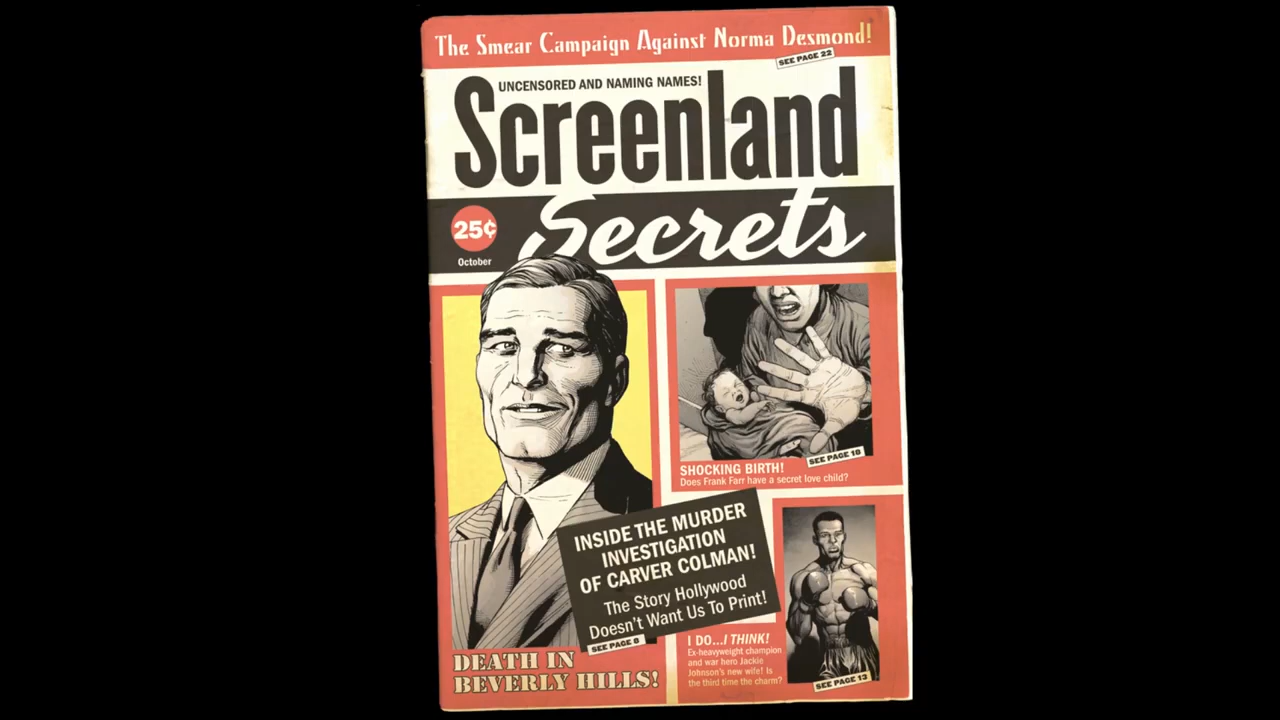 The Smear Campaign Against Norma Desmond!
SEE PAGE 22
UNCENSORED AND NAMING NAMES!
Screenland
Secrets
25¢
October
SEE PAGE 10
SHOCKING BIRTH!
Does Frank Farr have a secret love child?
INSIDE THE MURDER
INVESTIGATION
OF CARVER COLMAN!
The Story Hollywood
Doesn't Want Us To Print!
SEE PAGE 8
DEATH IN
BEVERLY HILLS!
I DO...I THINK!
Ex-heavyweight champion
and war hero Jackie
Johnson's new wife! Is
the third time the charm?
SEE PAGE 13